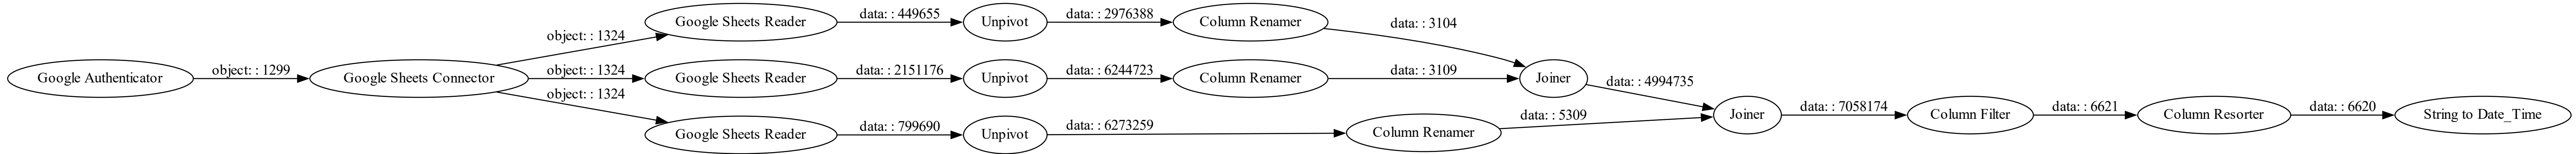 Google Authenticator
object: : 1299
Google Sheets Connector
object: : 1324
object: : 1324
object: : 1324
Google Sheets Reader
data: : 449655
Unpivot
data: : 2976388
Column Renamer
data: : 3104
Google Sheets Reader
data: : 2151176
Unpivot
data: : 6244723
Column Renamer
data: : 3109
Joiner
data: : 4994735
Google Sheets Reader
data: : 799690
Unpivot
data: : 6273259
Column Renamer
data: : 5309
Joiner
data: : 7058174
Column Filter
data: : 6621
Column Resorter
data: : 6620
String to Date_Time